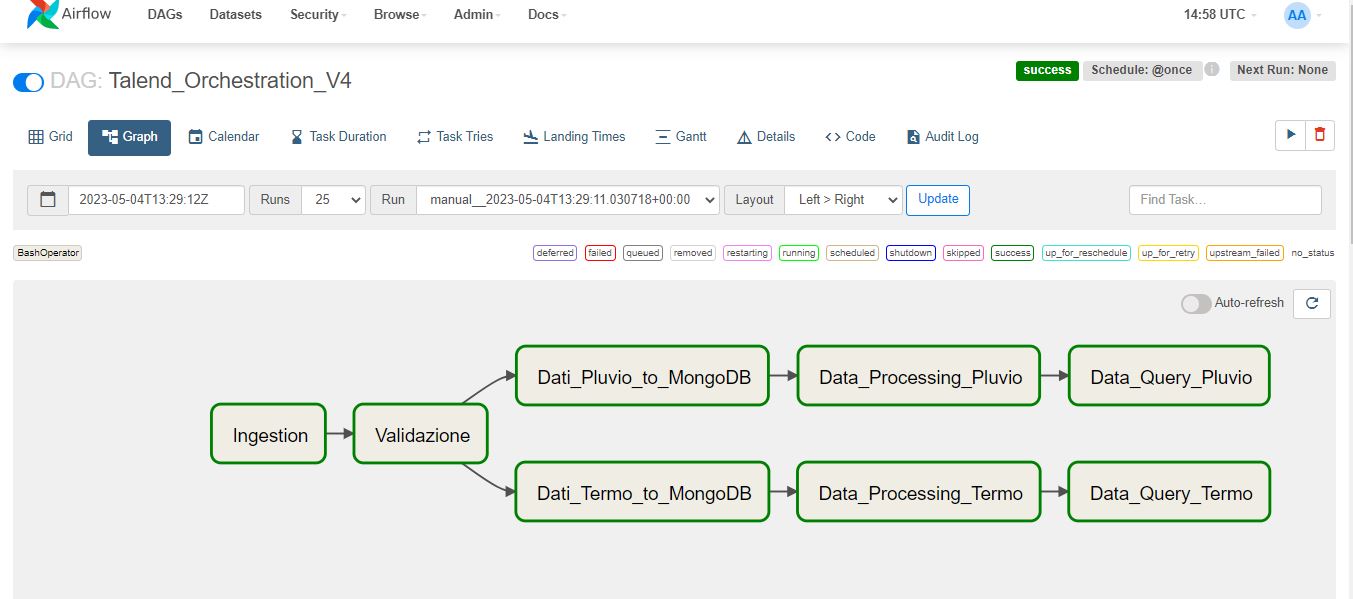 Airflow DAGs Datasets Security Browse Admin Docs 14:58 UTC AA
DAG: Talend_Orchestration_V4 success Schedule: @once Next Run: None
Grid Graph Calendar Task Duration Task Tries Landing Times Gantt Details Code Audit Log
2023-05-04T13:29:12Z Runs 25 Run manual__2023-05-04T13:29:11.030718+00:00 Layout Left > Right Update Find Task...
BashOperator deferred failed queued removed restarting running scheduled shutdown skipped success up_for_reschedule up_for_retry upstream_failed no_status
Auto-refresh
Dati_Pluvio_to_MongoDB Data_Processing_Pluvio Data_Query_Pluvio
Ingestion Validazione
Dati_Termo_to_MongoDB Data_Processing_Termo Data_Query_Termo